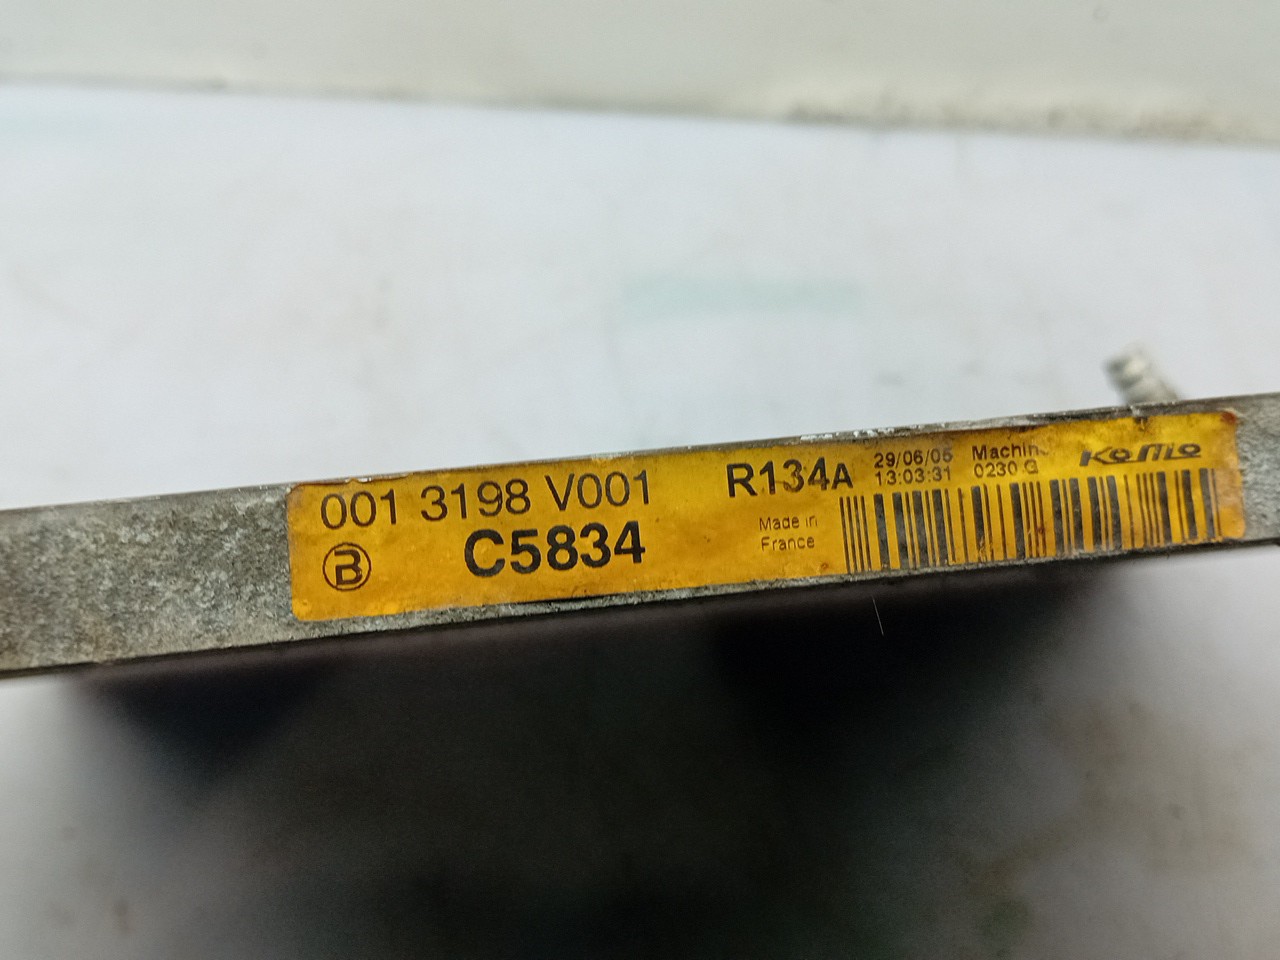 001 3198 V001
B C5834
R134A
Made in
France
29/06/05 Machine
13:03:31 0230 G